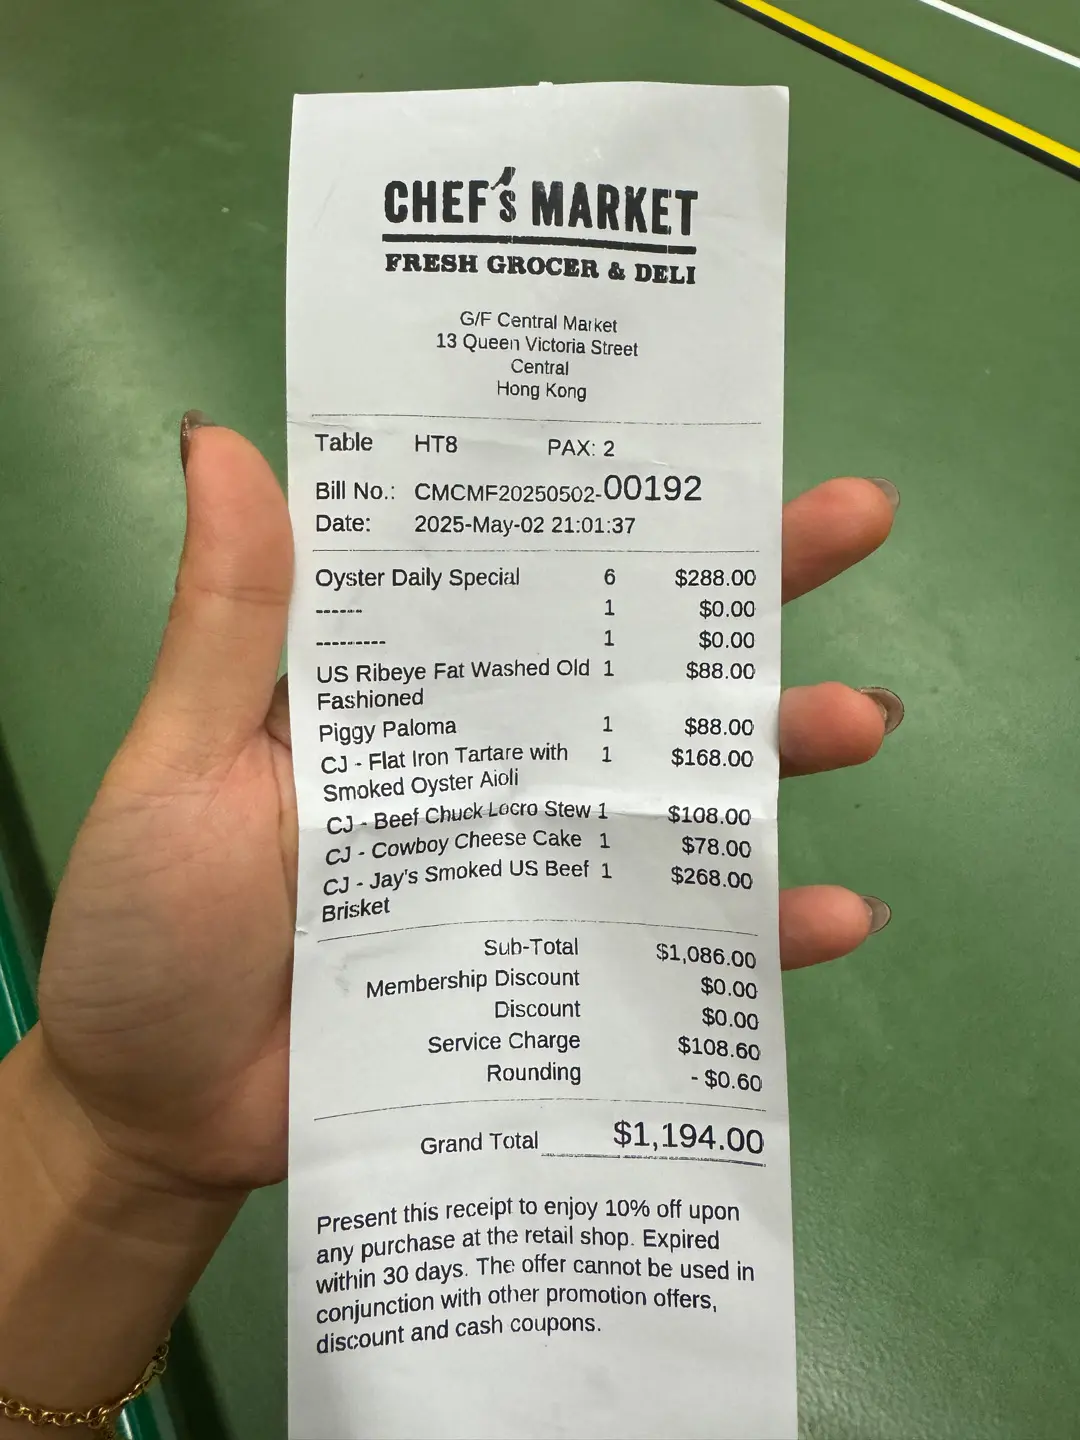 CHEF's MARKET
FRESH GROCER & DELI
G/F Central Market
13 Queen Victoria Street
Central
Hong Kong
Table HT8 PAX: 2
Bill No.: CMCMF20250502-00192
Date: 2025-May-02 21:01:37
Oyster Daily Special 6 $288.00
------ 1 $0.00
--------- 1 $0.00
US Ribeye Fat Washed Old 1 $88.00
Fashioned
Piggy Paloma 1 $88.00
CJ - Flat Iron Tartare with 1 $168.00
Smoked Oyster Aioli
CJ - Beef Chuck Locro Stew 1 $108.00
CJ - Cowboy Cheese Cake 1 $78.00
CJ - Jay's Smoked US Beef 1 $268.00
Brisket
Sub-Total $1,086.00
Membership Discount $0.00
Discount $0.00
Service Charge $108.60
Rounding - $0.60
Grand Total $1,194.00
Present this receipt to enjoy 10% off upon
any purchase at the retail shop. Expired
within 30 days. The offer cannot be used in
conjunction with other promotion offers,
discount and cash coupons.